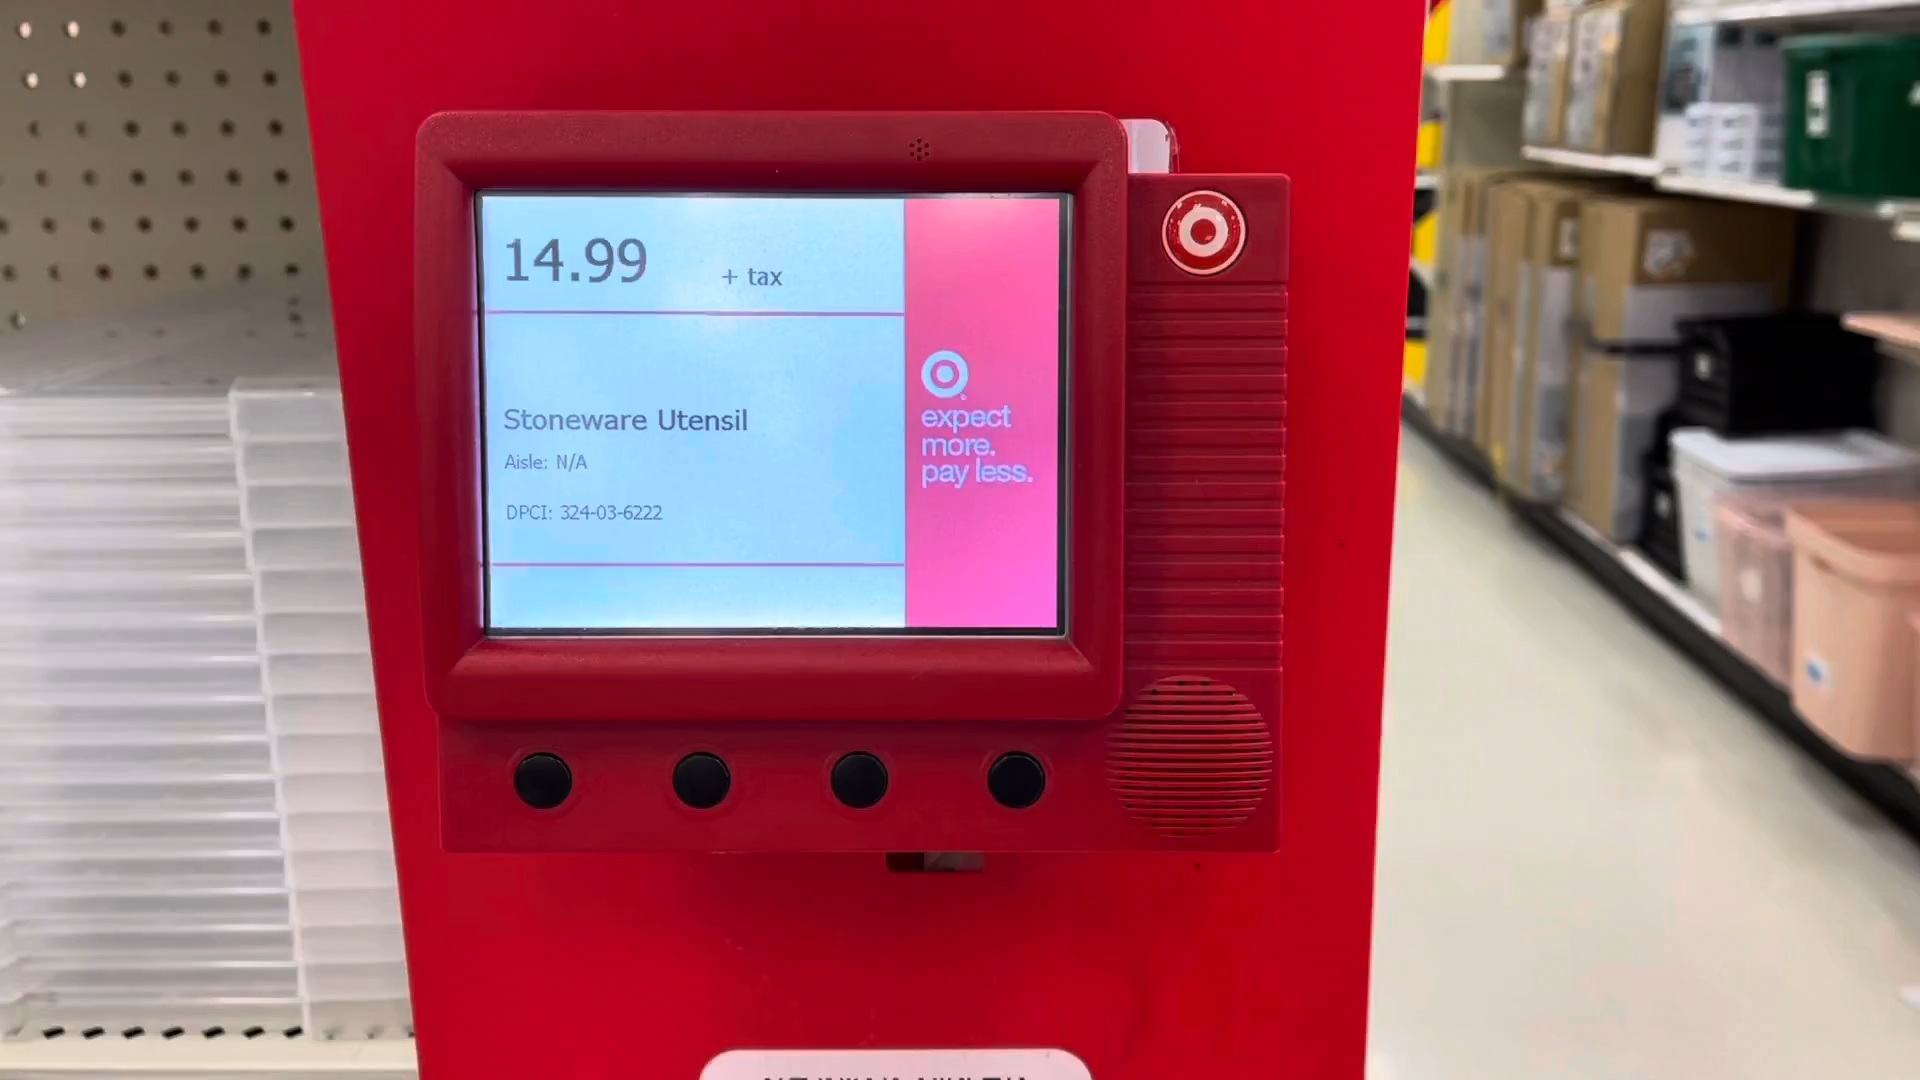 14.99 + tax
Stoneware Utensil
Aisle: N/A
DPCI: 324-03-6222
expect
more.
pay less.